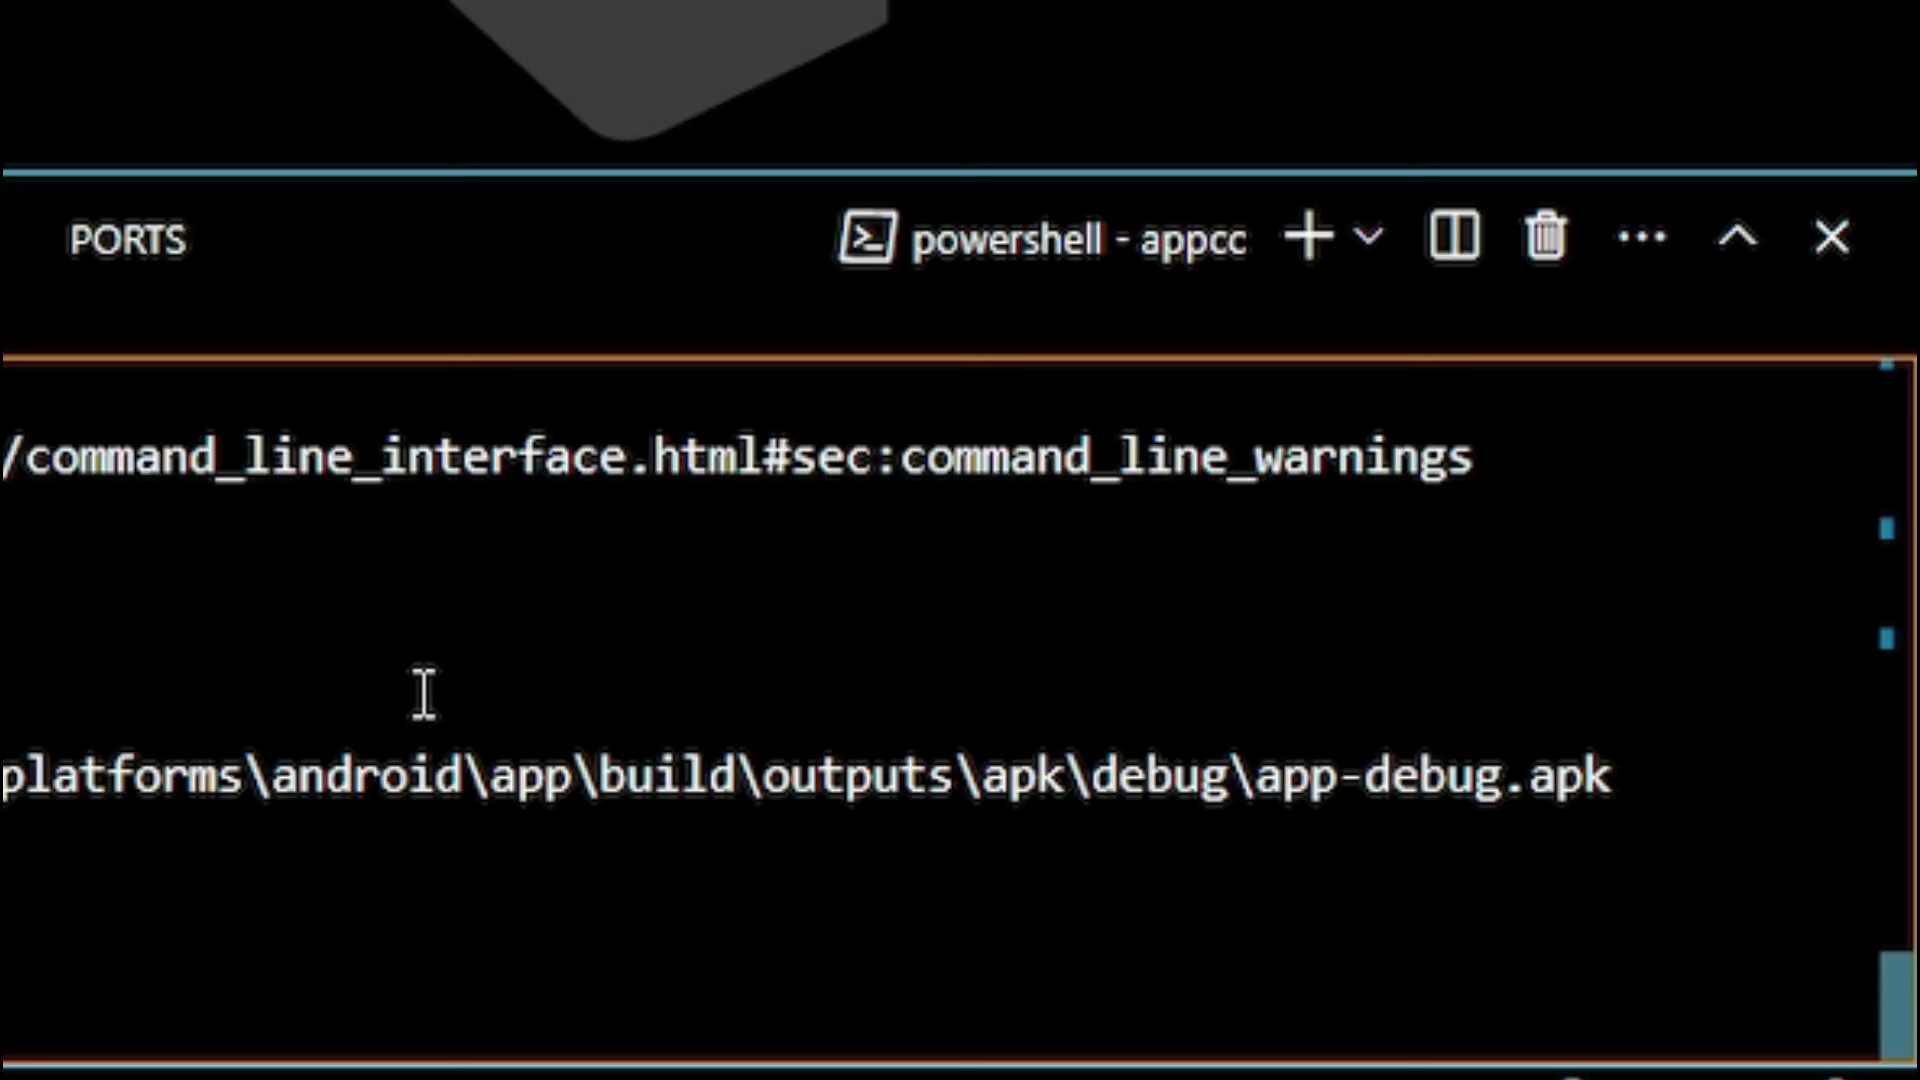 PORTS
powershell - appcc
/command_line_interface.html#sec:command_line_warnings
platforms\android\app\build\outputs\apk\debug\app-debug.apk